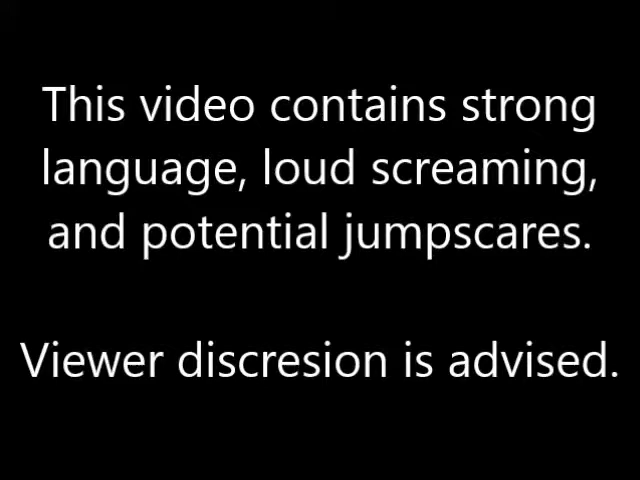 This video contains strong
language, loud screaming,
and potential jumpscares.
Viewer discresion is advised.